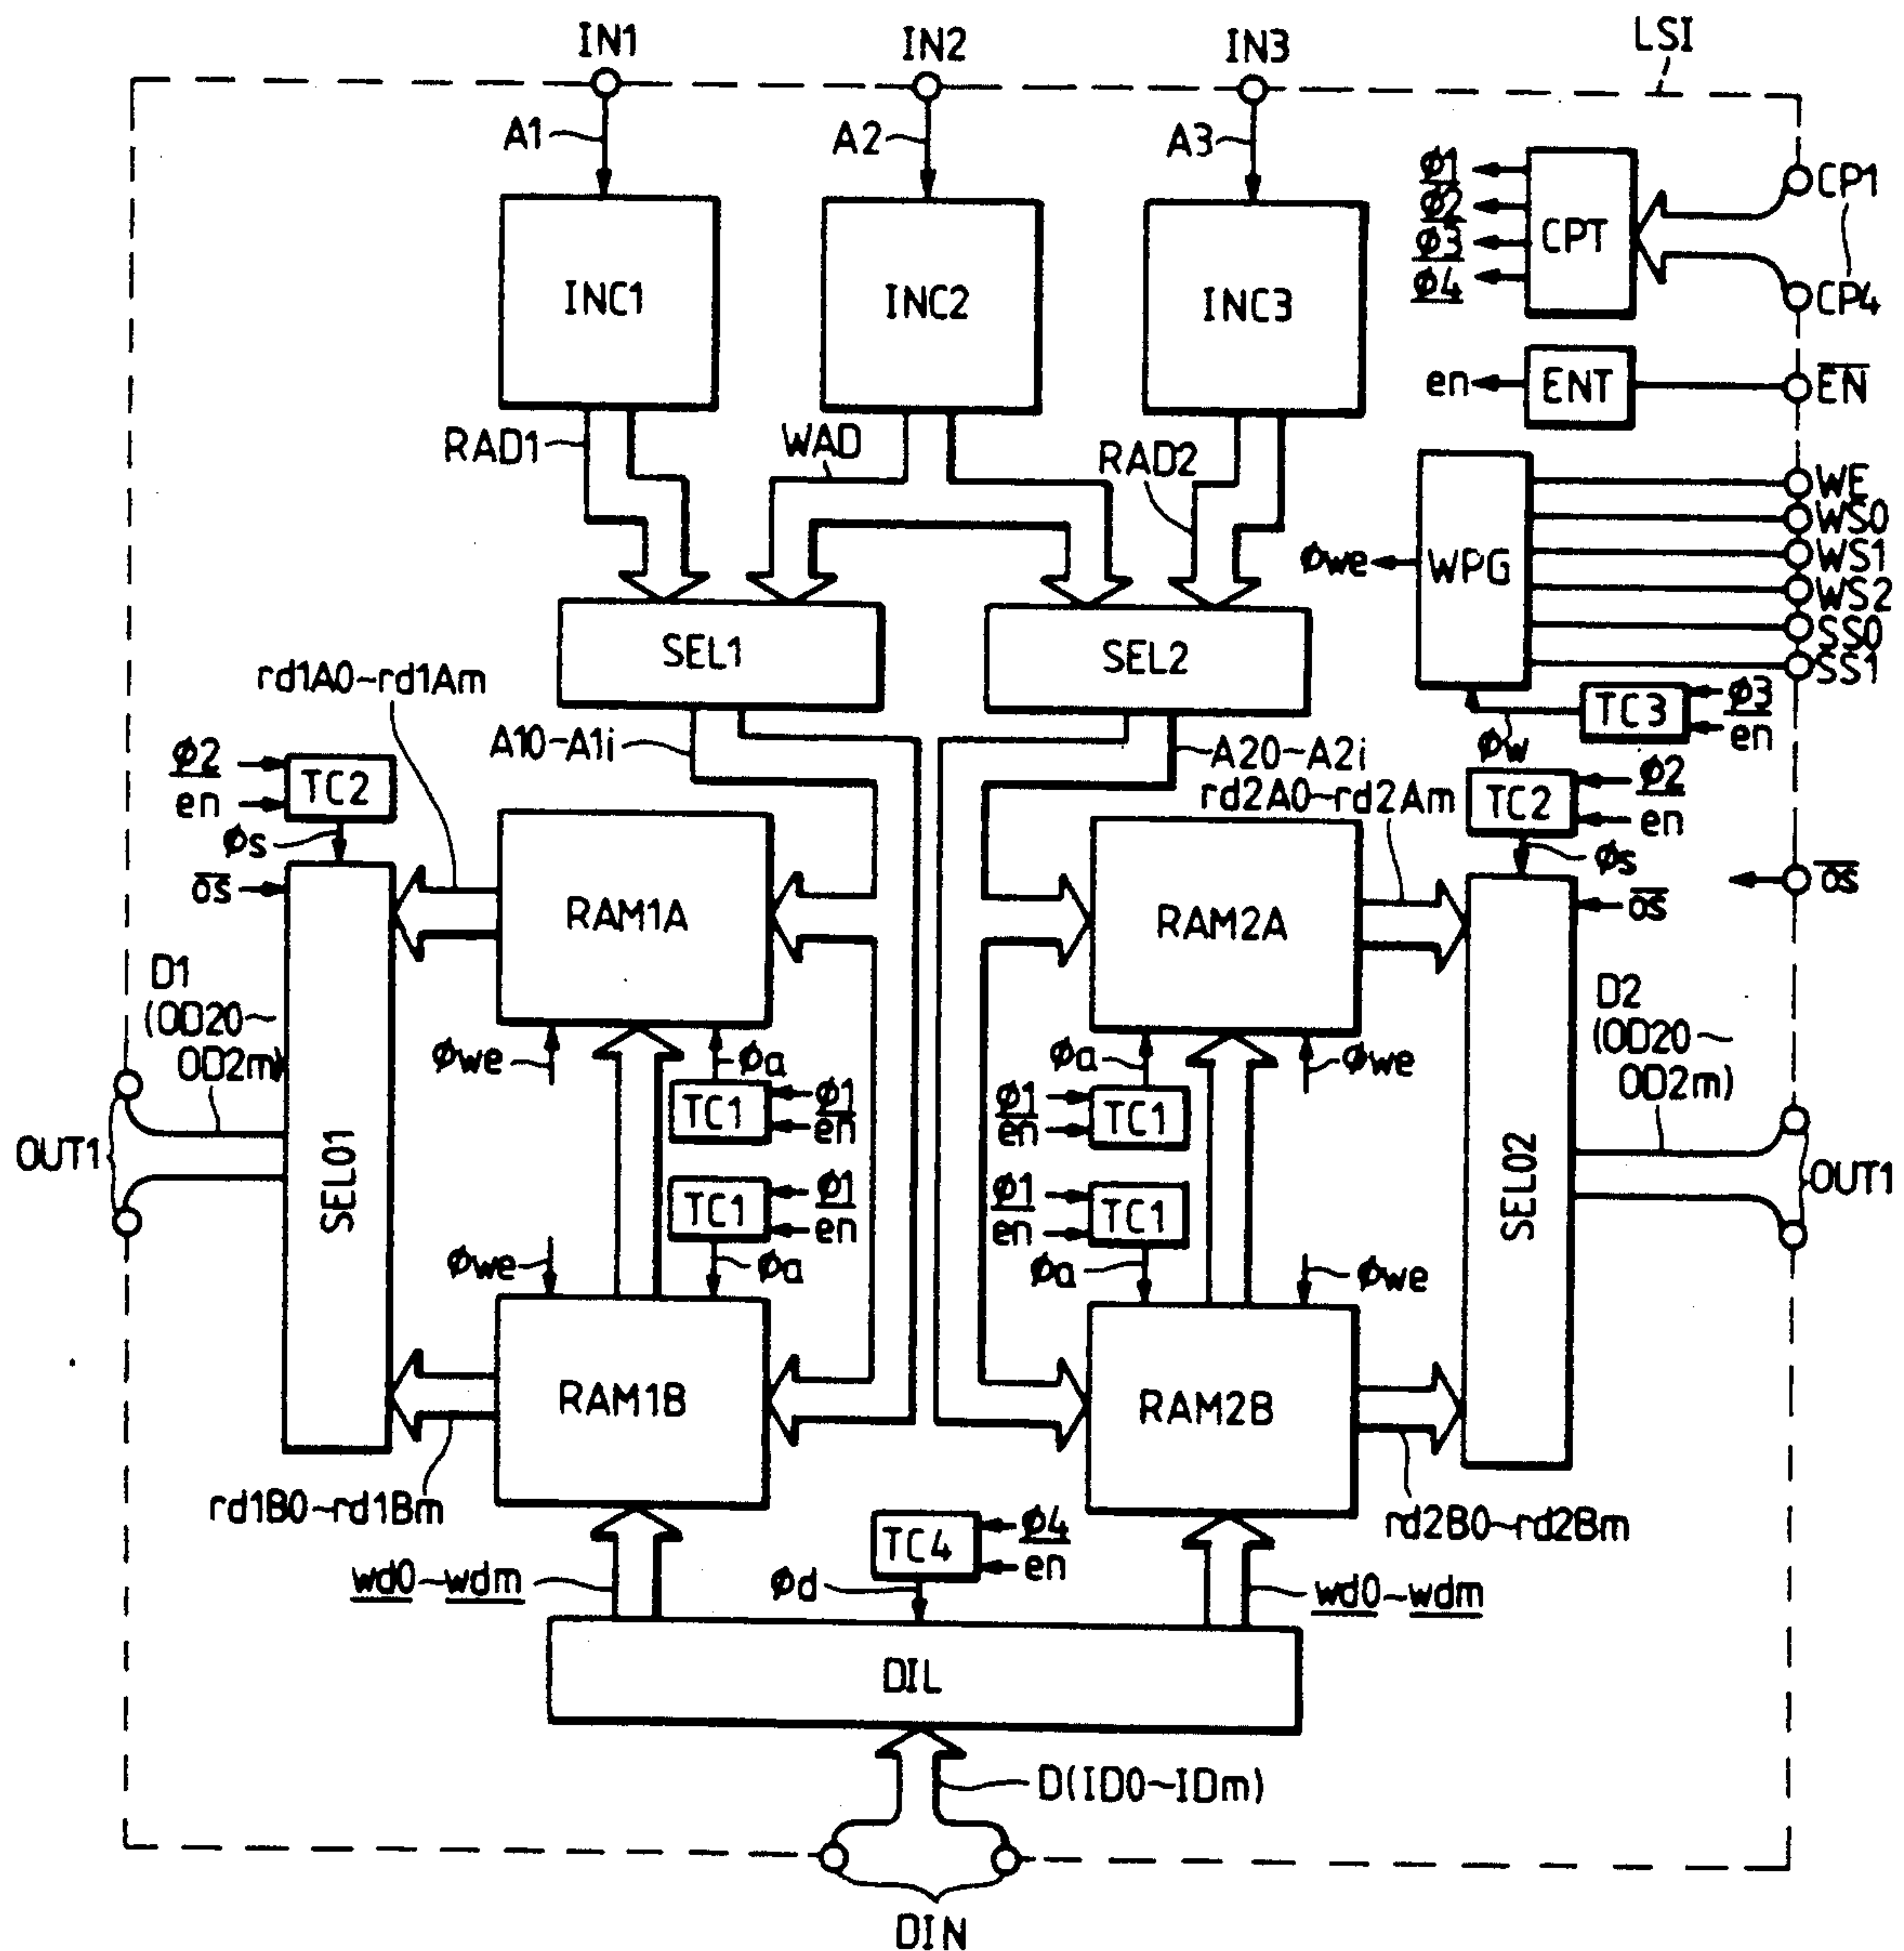 IN1 IN2 IN3 LSI
A1 A2 A3
φ1
φ2
φ3
φ4
CPT
CP1
CP4
INC1 INC2 INC3
en ENT E̅N̅
RAD1 WAD RAD2
φwe WPG
WE
WS0
WS1
WS2
SS0
SS1
SEL1 SEL2
TC3 φ3
en
φw
rd1A0~rd1Am
A10~A1i A20~A2i
φ2
en
TC2
φs
o̅s̅
rd2A0~rd2Am
TC2 φ2
en
φs
o̅s̅
o̅s̅
RAM1A RAM2A
D1
(OD20~
OD2m)
D2
(OD20~
OD2m)
φwe φa φa φwe
TC1 φ1
en
φ1
en TC1
OUT1 SEL01 SEL02 OUT1
TC1 φ1
en
φ1
en TC1
φwe φa φa φwe
RAM1B RAM2B
rd1B0~rd1Bm rd2B0~rd2Bm
TC4 φ4
en
φd
wd0~wdm wd0~wdm
DIL
D(ID0~IDm)
DIN